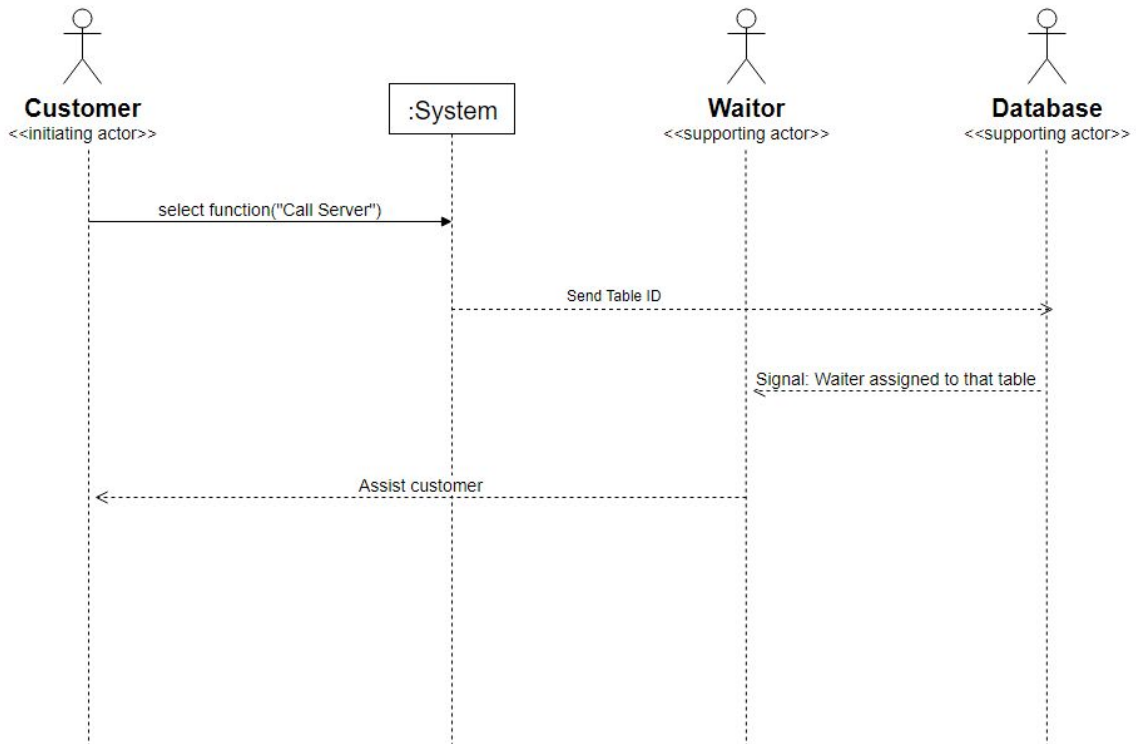 Customer
<<initiating actor>>
:System
Waitor
<<supporting actor>>
Database
<<supporting actor>>
select function("Call Server")
Send Table ID
Signal: Waiter assigned to that table
Assist customer